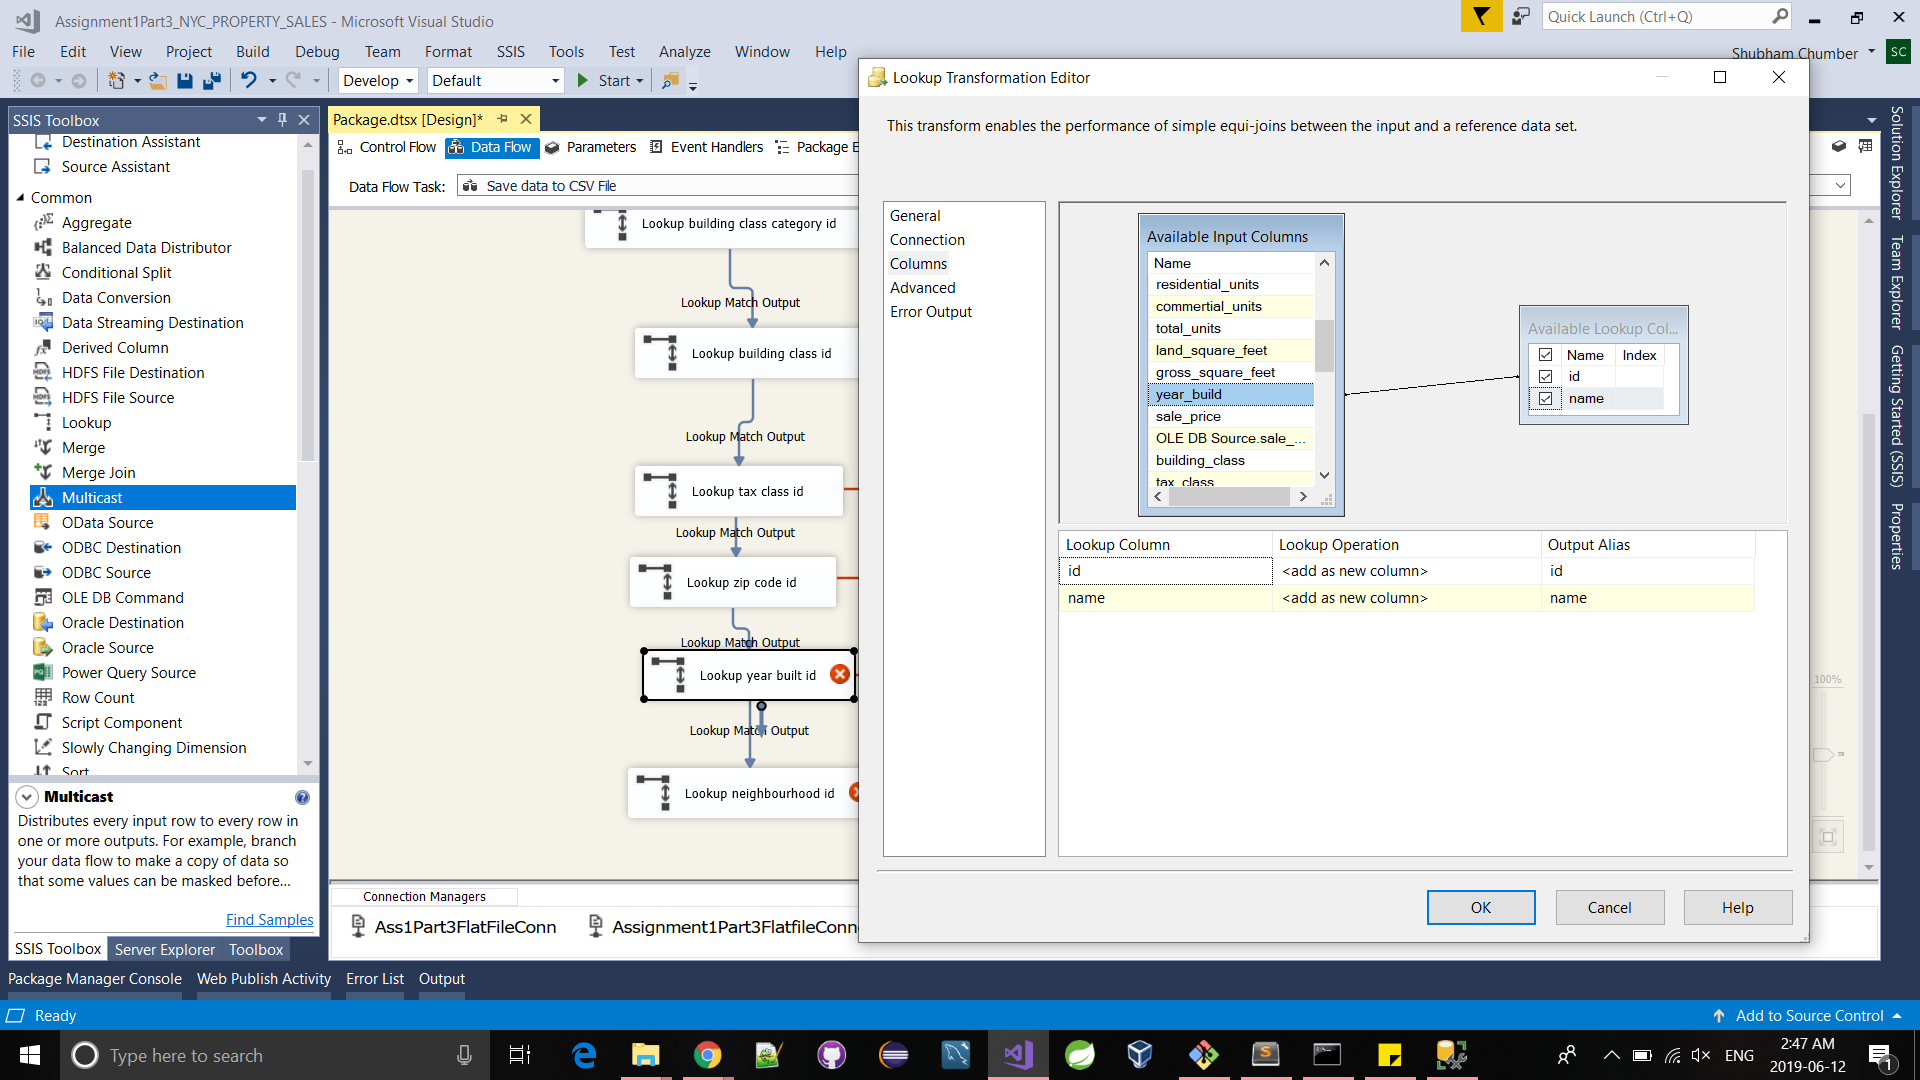 Assignment1Part3_NYC_PROPERTY_SALES - Microsoft Visual Studio
Quick Launch (Ctrl+Q)
File Edit View Project Build Debug Team Format SSIS Tools Test Analyze Window Help
Shubham Chumber SC
Develop Default Start
SSIS Toolbox
Destination Assistant
Source Assistant
Common
Aggregate
Balanced Data Distributor
Conditional Split
Data Conversion
Data Streaming Destination
Derived Column
HDFS File Destination
HDFS File Source
Lookup
Merge
Merge Join
Multicast
OData Source
ODBC Destination
ODBC Source
OLE DB Command
Oracle Destination
Oracle Source
Power Query Source
Row Count
Script Component
Slowly Changing Dimension
Sort
Multicast
Distributes every input row to every row in
one or more outputs. For example, branch
your data flow to make a copy of data so
that some values can be masked before...
Find Samples
SSIS Toolbox Server Explorer Toolbox
Package.dtsx [Design]*
Control Flow Data Flow Parameters Event Handlers Package E
Data Flow Task: Save data to CSV File
Lookup building class category id
Lookup Match Output
Lookup building class id
Lookup Match Output
Lookup tax class id
Lookup Match Output
Lookup zip code id
Lookup Match Output
Lookup year built id
Lookup Match Output
Lookup neighbourhood id
100%
Connection Managers
Ass1Part3FlatFileConn Assignment1Part3FlatfileConn
Lookup Transformation Editor
This transform enables the performance of simple equi-joins between the input and a reference data set.
General
Connection
Columns
Advanced
Error Output
Available Input Columns
Name
residential_units
commertial_units
total_units
land_square_feet
gross_square_feet
year_build
sale_price
OLE DB Source.sale_...
building_class
tax_class
Available Lookup Col...
Name Index
id
name
Lookup Column Lookup Operation Output Alias
id <add as new column> id
name <add as new column> name
OK Cancel Help
Solution Explorer
Team Explorer
Getting Started (SSIS)
Properties
Package Manager Console Web Publish Activity Error List Output
Ready
Add to Source Control
Type here to search
ENG
2:47 AM
2019-06-12
1